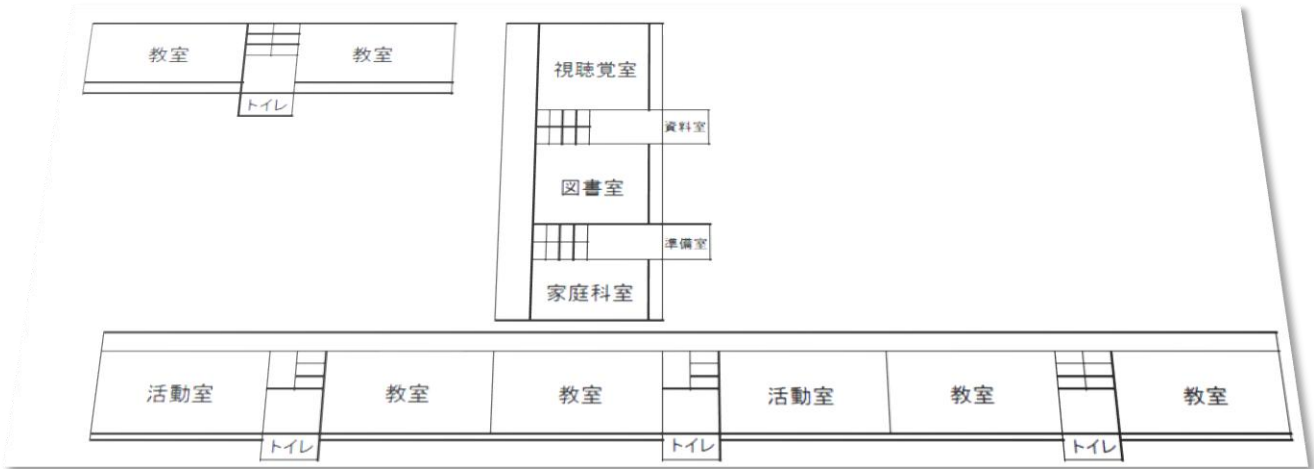 教室
教室
トイレ
視聴覚室
資料室
図書室
準備室
家庭科室
活動室
教室
教室
活動室
教室
教室
トイレ
トイレ
トイレ